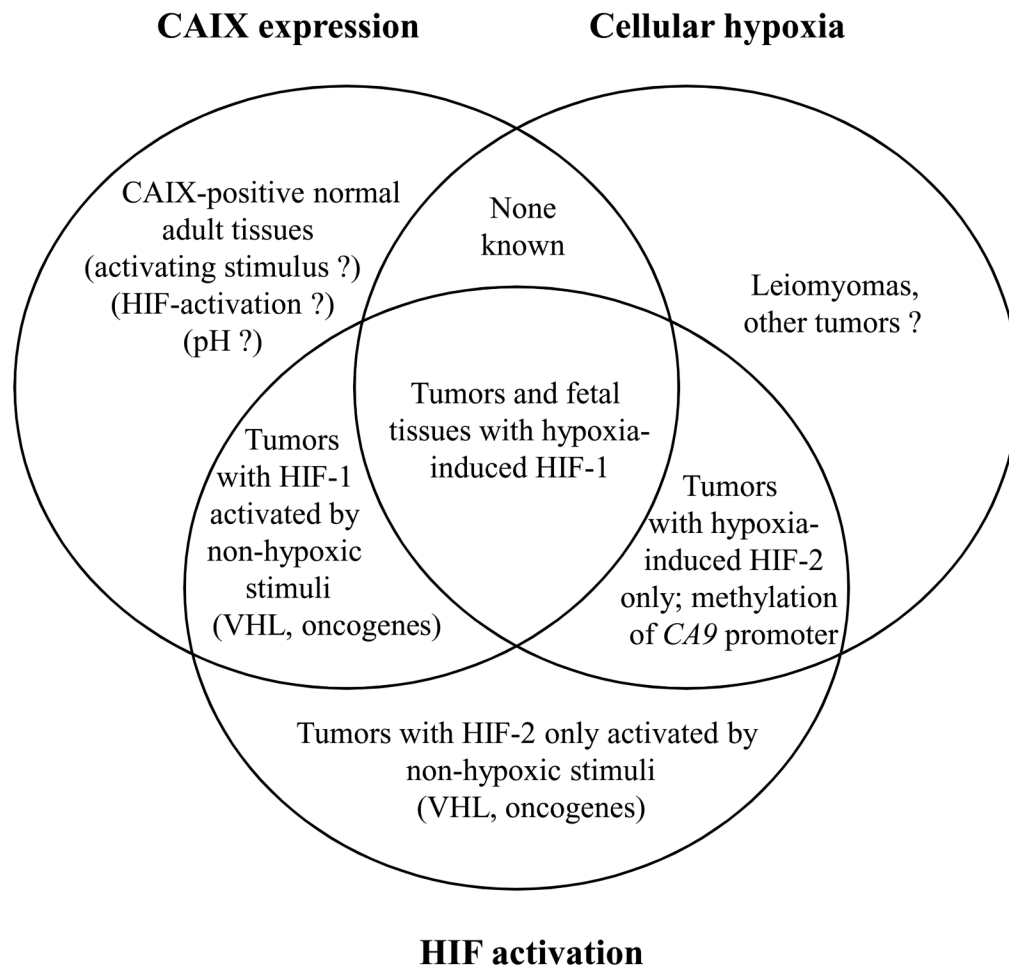 CAIX expression
Cellular hypoxia
CAIX-positive normal
adult tissues
(activating stimulus ?)
(HIF-activation ?)
(pH ?)
None
known
Leiomyomas,
other tumors ?
Tumors and fetal
tissues with hypoxia-
induced HIF-1
Tumors
with HIF-1
activated by
non-hypoxic
stimuli
(VHL, oncogenes)
Tumors
with hypoxia-
induced HIF-2
only; methylation
of CA9 promoter
Tumors with HIF-2 only activated by
non-hypoxic stimuli
(VHL, oncogenes)
HIF activation